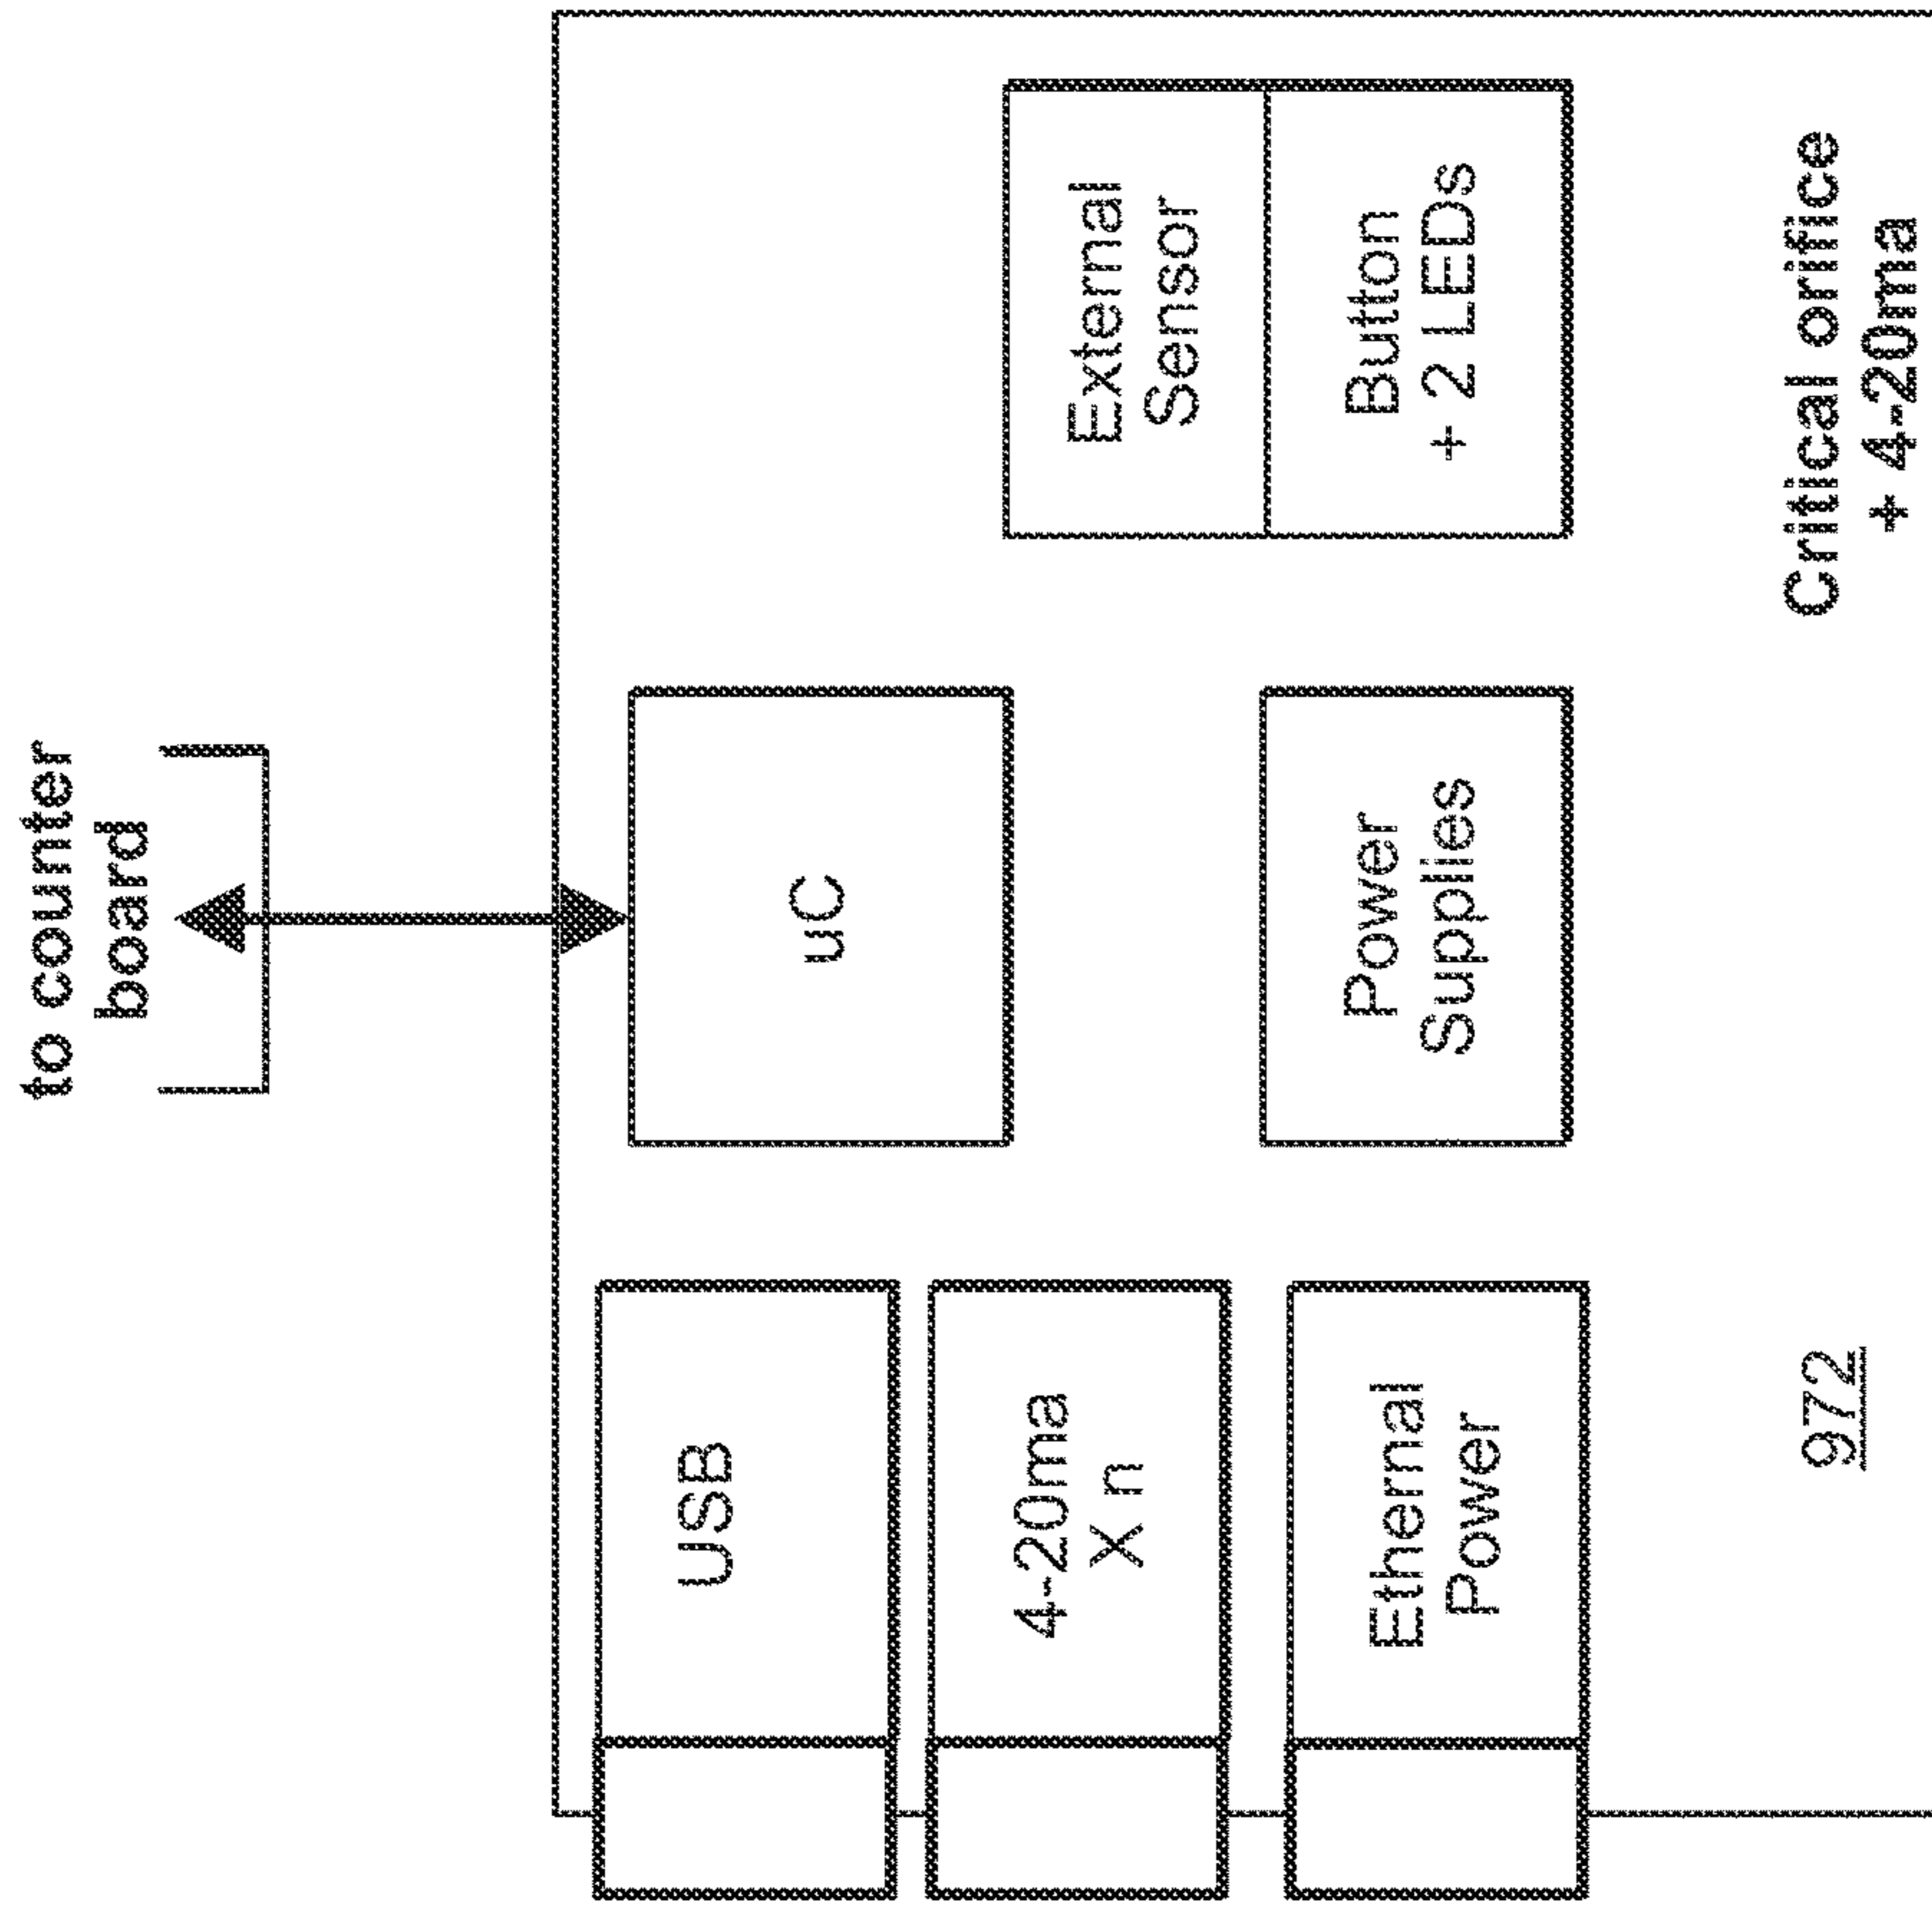 to counter
board
USB
uC
External
Sensor
4-20ma
X n
Button
+ 2 LEDs
Power
Supplies
Ethernal
Power
972
Critical orifice
+ 4-20ma